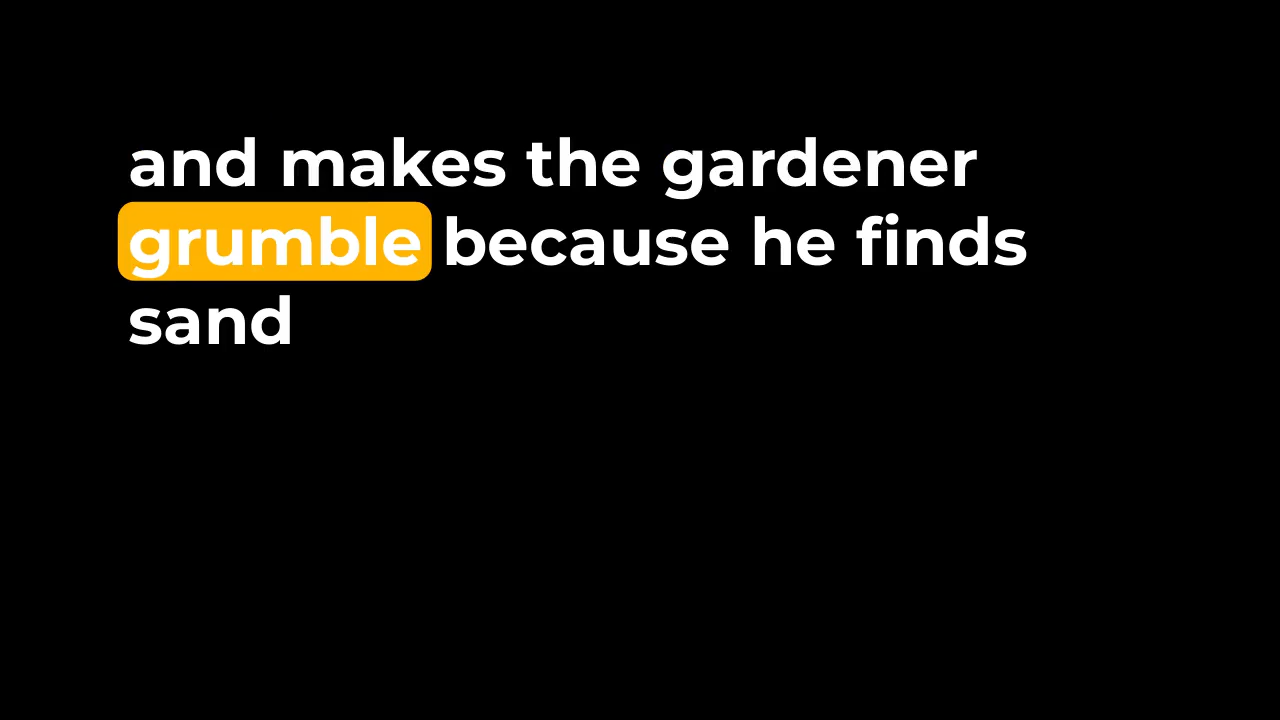 and makes the gardener
grumble because he finds
sand